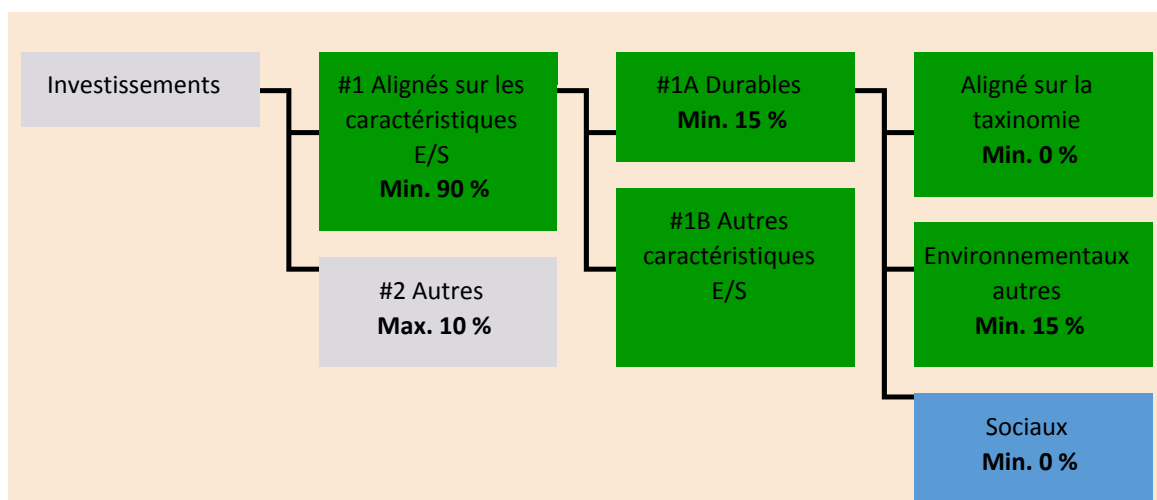 Investissements
#1 Alignés sur les
caractéristiques
E/S
Min. 90 %
#2 Autres
Max. 10 %
#1A Durables
Min. 15 %
#1B Autres
caractéristiques
E/S
Aligné sur la
taxinomie
Min. 0 %
Environnementaux
autres
Min. 15 %
Sociaux
Min. 0 %